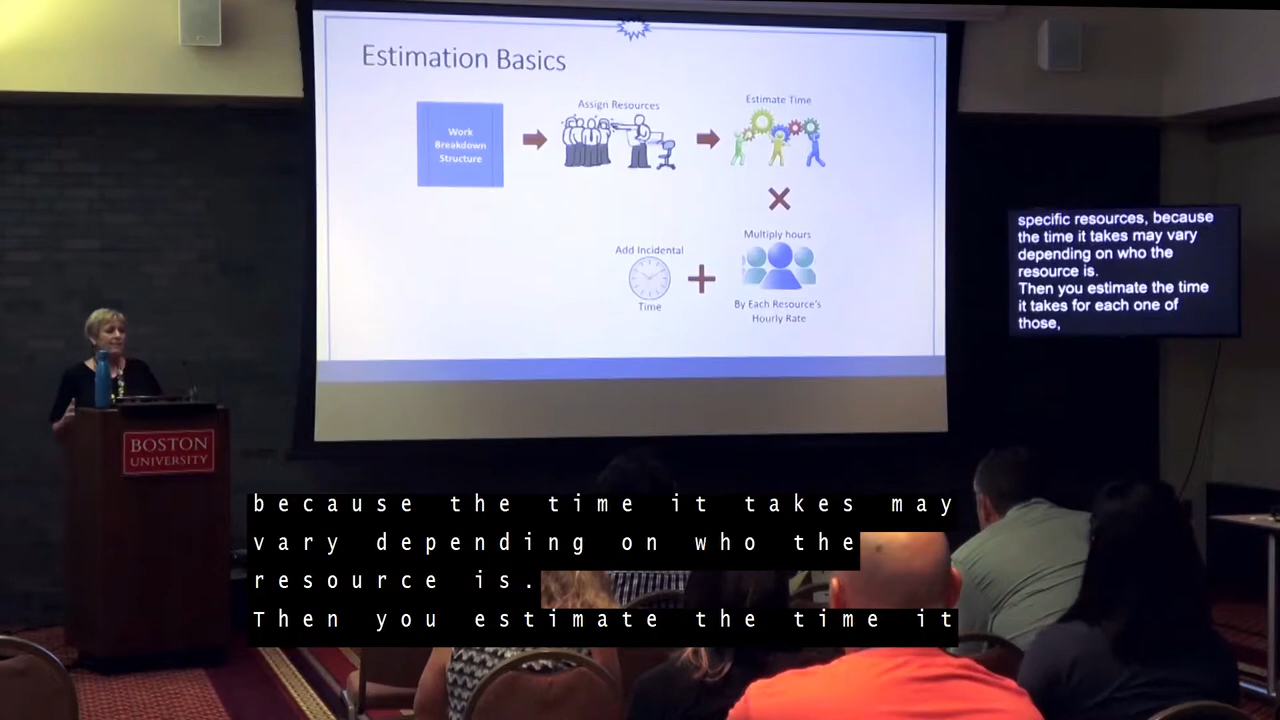 Estimation Basics
Work
Breakdown
Structure
Assign Resources
Estimate Time
Multiply hours
By Each Resource's
Hourly Rate
Add Incidental
Time
specific resources, because
the time it takes may vary
depending on who the
resource is.
Then you estimate the time
it takes for each one of
those,
BOSTON
UNIVERSITY
because the time it takes may
vary depending on who the
resource is.
Then you estimate the time it